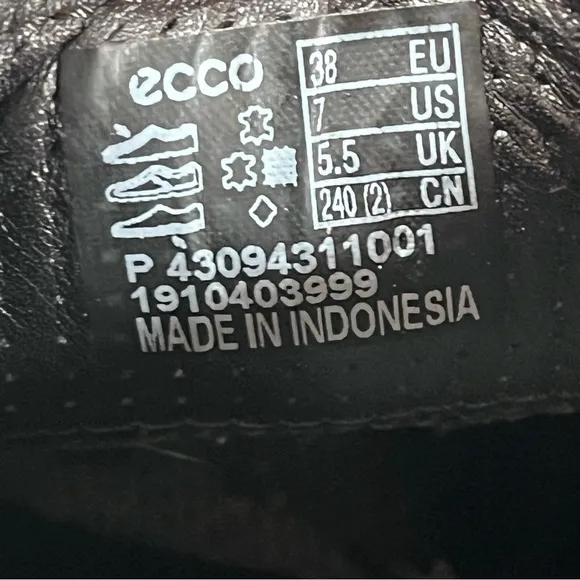 ecco
38 EU
7 US
5.5 UK
240 (2) CN
P 43094311001
1910403999
MADE IN INDONESIA